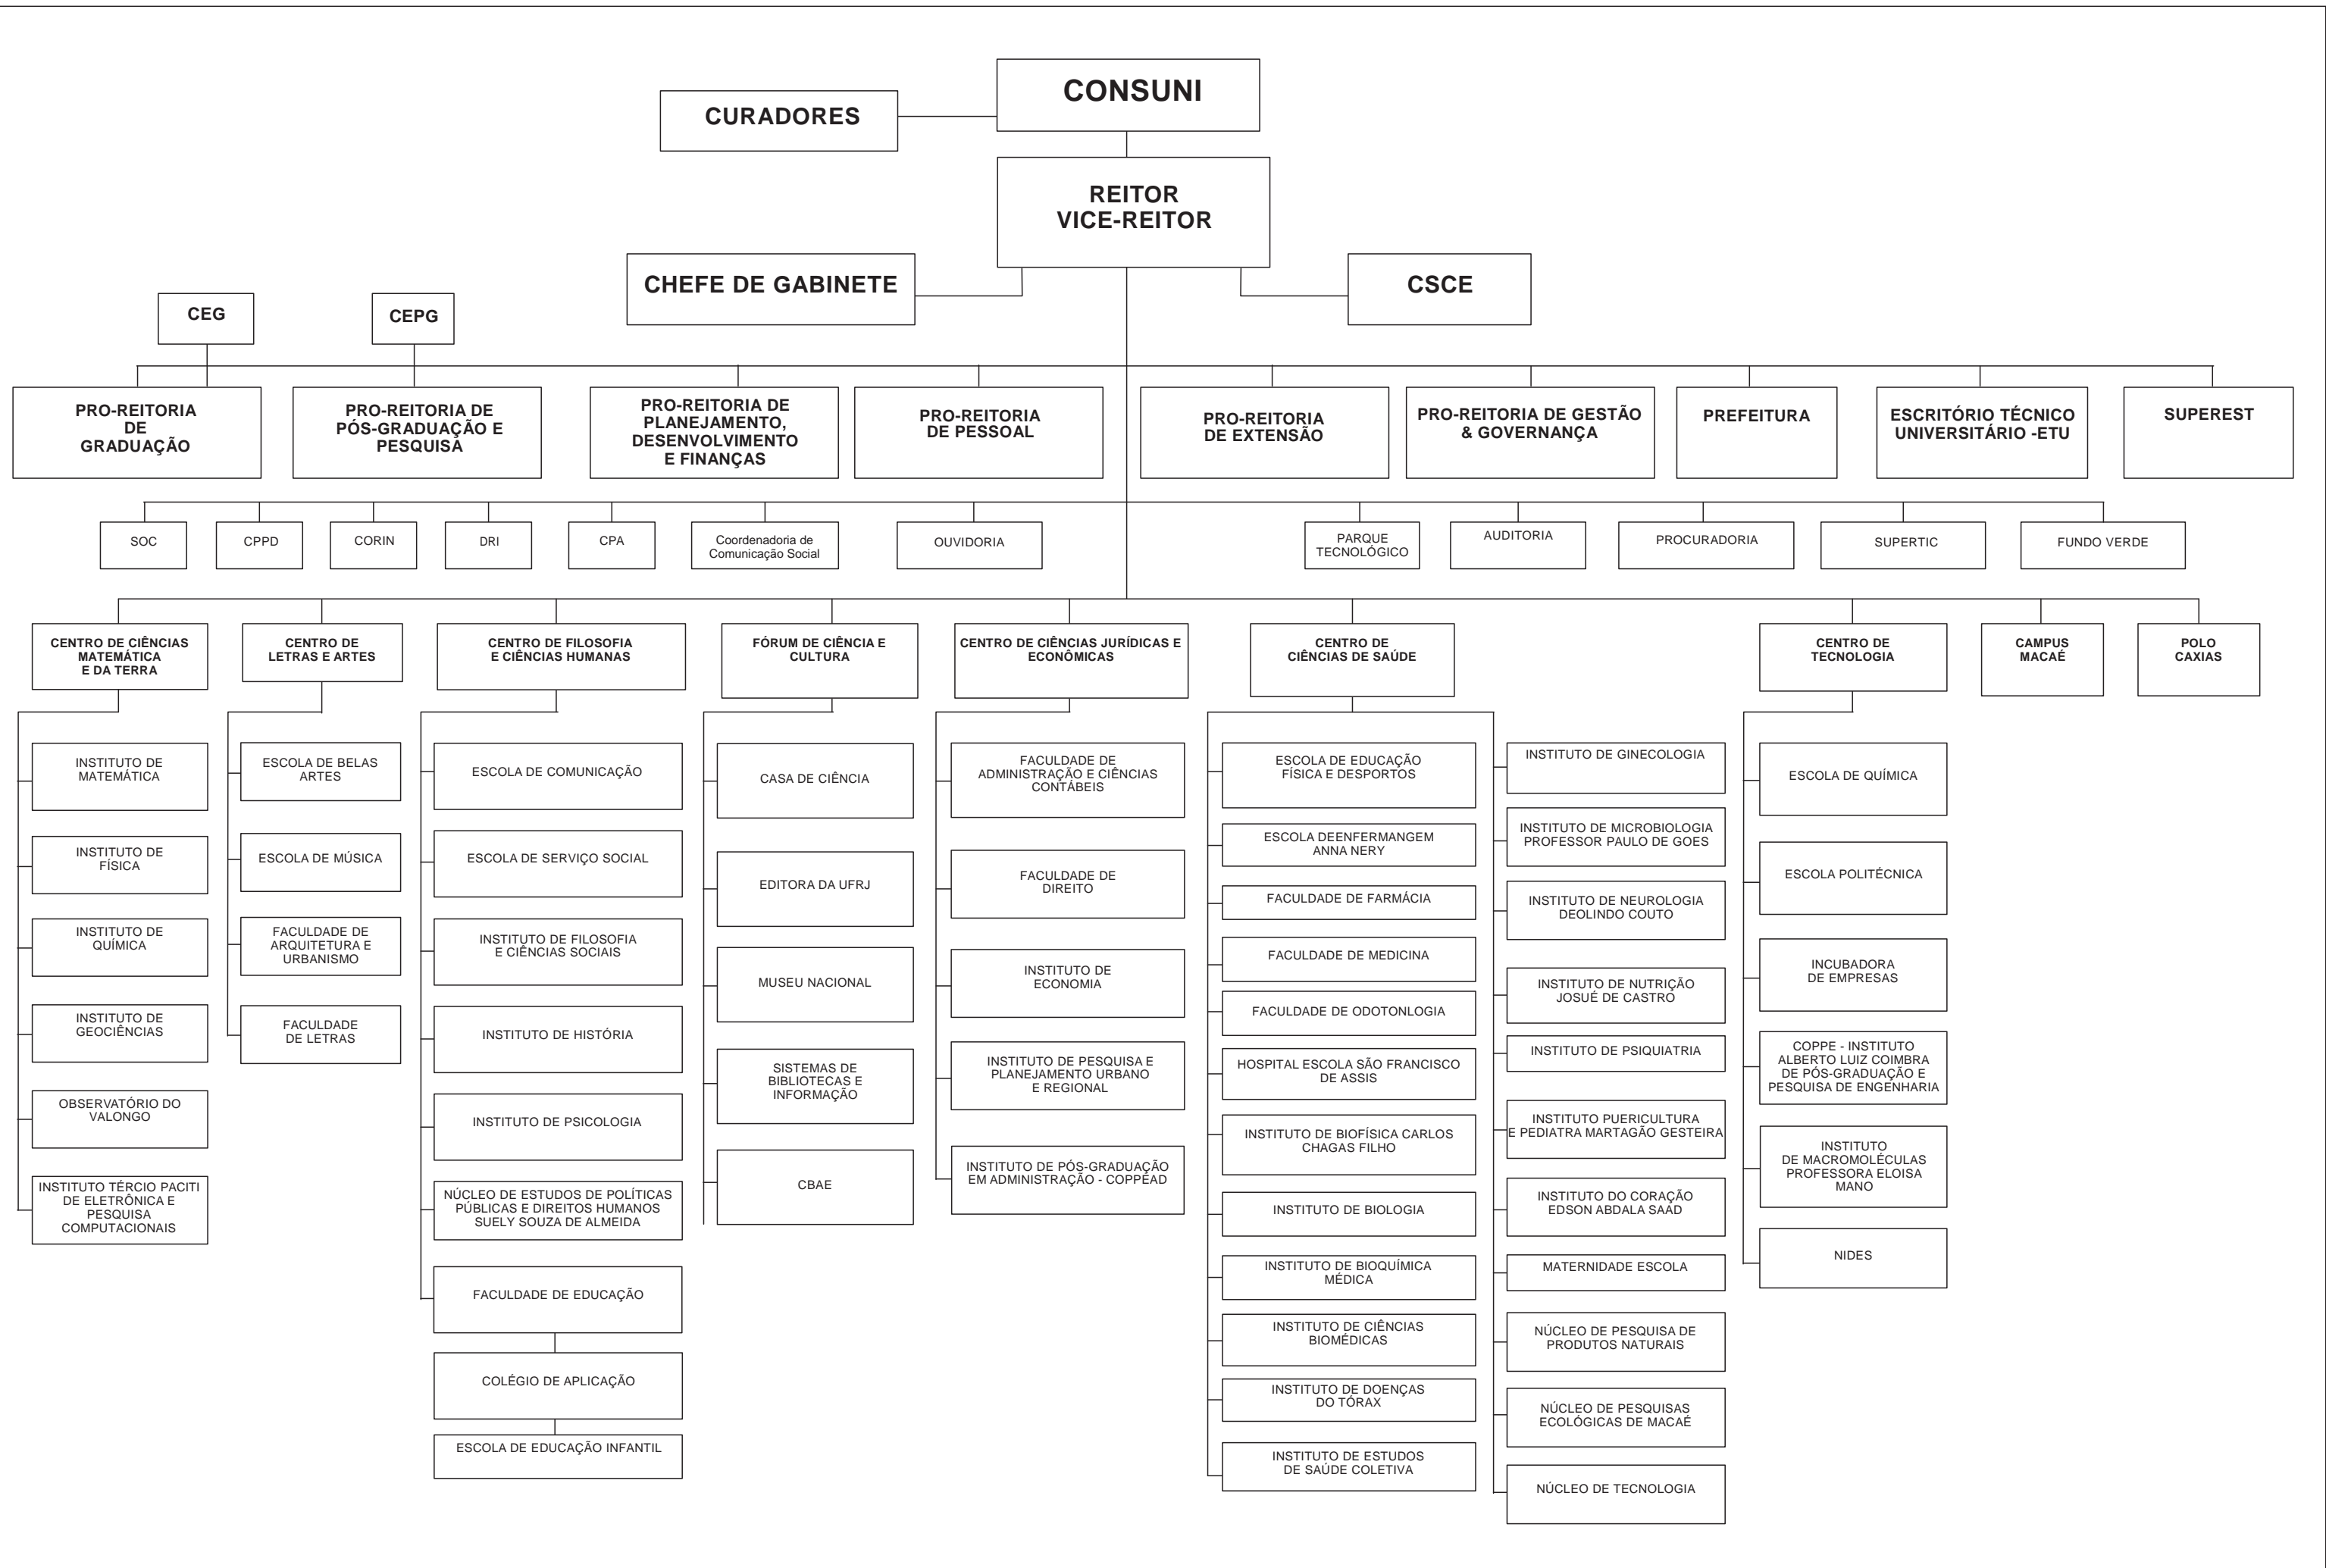 CONSUNI
CURADORES
REITOR
VICE-REITOR
CHEFE DE GABINETE
CSCE
CEG
CEPG
PRO-REITORIA
DE
GRADUAÇÃO
PRO-REITORIA DE
PÓS-GRADUAÇÃO E
PESQUISA
PRO-REITORIA DE
PLANEJAMENTO,
DESENVOLVIMENTO
E FINANÇAS
PRO-REITORIA
DE PESSOAL
PRO-REITORIA
DE EXTENSÃO
PRO-REITORIA DE GESTÃO
& GOVERNANÇA
PREFEITURA
ESCRITÓRIO TÉCNICO
UNIVERSITÁRIO -ETU
SUPEREST
SOC
CPPD
CORIN
DRI
CPA
Coordenadoria de
Comunicação Social
OUVIDORIA
PARQUE
TECNOLÓGICO
AUDITORIA
PROCURADORIA
SUPERTIC
FUNDO VERDE
CENTRO DE CIÊNCIAS
MATEMÁTICA
E DA TERRA
CENTRO DE
LETRAS E ARTES
CENTRO DE FILOSOFIA
E CIÊNCIAS HUMANAS
FÓRUM DE CIÊNCIA E
CULTURA
CENTRO DE CIÊNCIAS JURÍDICAS E
ECONÔMICAS
CENTRO DE
CIÊNCIAS DE SAÚDE
CENTRO DE
TECNOLOGIA
CAMPUS
MACAÉ
POLO
CAXIAS
INSTITUTO DE
MATEMÁTICA
INSTITUTO DE
FÍSICA
INSTITUTO DE
QUÍMICA
INSTITUTO DE
GEOCIÊNCIAS
OBSERVATÓRIO DO
VALONGO
INSTITUTO TÉRCIO PACITI
DE ELETRÔNICA E
PESQUISA
COMPUTACIONAIS
ESCOLA DE BELAS
ARTES
ESCOLA DE MÚSICA
FACULDADE DE
ARQUITETURA E
URBANISMO
FACULDADE
DE LETRAS
ESCOLA DE COMUNICAÇÃO
ESCOLA DE SERVIÇO SOCIAL
INSTITUTO DE FILOSOFIA
E CIÊNCIAS SOCIAIS
INSTITUTO DE HISTÓRIA
INSTITUTO DE PSICOLOGIA
NÚCLEO DE ESTUDOS DE POLÍTICAS
PÚBLICAS E DIREITOS HUMANOS
SUELY SOUZA DE ALMEIDA
FACULDADE DE EDUCAÇÃO
COLÉGIO DE APLICAÇÃO
ESCOLA DE EDUCAÇÃO INFANTIL
CASA DE CIÊNCIA
EDITORA DA UFRJ
MUSEU NACIONAL
SISTEMAS DE
BIBLIOTECAS E
INFORMAÇÃO
CBAE
FACULDADE DE
ADMINISTRAÇÃO E CIÊNCIAS
CONTÁBEIS
FACULDADE DE
DIREITO
INSTITUTO DE
ECONOMIA
INSTITUTO DE PESQUISA E
PLANEJAMENTO URBANO
E REGIONAL
INSTITUTO DE PÓS-GRADUAÇÃO
EM ADMINISTRAÇÃO - COPPEAD
ESCOLA DE EDUCAÇÃO
FÍSICA E DESPORTOS
ESCOLA DEENFERMANGEM
ANNA NERY
FACULDADE DE FARMÁCIA
FACULDADE DE MEDICINA
FACULDADE DE ODOTONLOGIA
HOSPITAL ESCOLA SÃO FRANCISCO
DE ASSIS
INSTITUTO DE BIOFÍSICA CARLOS
CHAGAS FILHO
INSTITUTO DE BIOLOGIA
INSTITUTO DE BIOQUÍMICA
MÉDICA
INSTITUTO DE CIÊNCIAS
BIOMÉDICAS
INSTITUTO DE DOENÇAS
DO TÓRAX
INSTITUTO DE ESTUDOS
DE SAÚDE COLETIVA
INSTITUTO DE GINECOLOGIA
INSTITUTO DE MICROBIOLOGIA
PROFESSOR PAULO DE GOES
INSTITUTO DE NEUROLOGIA
DEOLINDO COUTO
INSTITUTO DE NUTRIÇÃO
JOSUÉ DE CASTRO
INSTITUTO DE PSIQUIATRIA
INSTITUTO PUERICULTURA
E PEDIATRA MARTAGÃO GESTEIRA
INSTITUTO DO CORAÇÃO
EDSON ABDALA SAAD
MATERNIDADE ESCOLA
NÚCLEO DE PESQUISA DE
PRODUTOS NATURAIS
NÚCLEO DE PESQUISAS
ECOLÓGICAS DE MACAÉ
NÚCLEO DE TECNOLOGIA
ESCOLA DE QUÍMICA
ESCOLA POLITÉCNICA
INCUBADORA
DE EMPRESAS
COPPE - INSTITUTO
ALBERTO LUIZ COIMBRA
DE PÓS-GRADUAÇÃO E
PESQUISA DE ENGENHARIA
INSTITUTO
DE MACROMOLÉCULAS
PROFESSORA ELOISA
MANO
NIDES